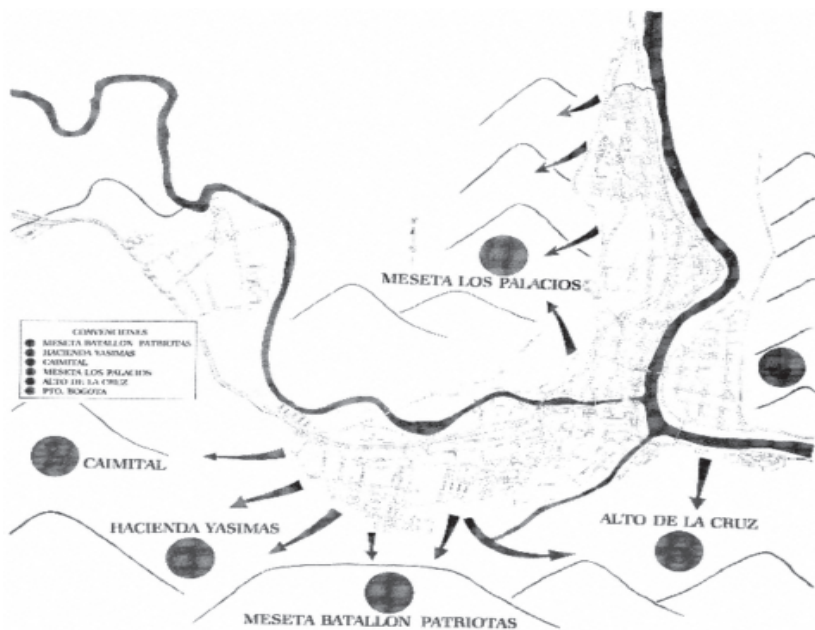 MESETA LOS PALACIOS
CONVENCIONES
MESETA BATALLON PATRIOTAS
HACIENDA YASIMAS
CAIMITAL
MESETA LOS PALACIOS
ALTO DE LA CRUZ
PTO. BOGOTA
CAIMITAL
HACIENDA YASIMAS
ALTO DE LA CRUZ
MESETA BATALLON PATRIOTAS